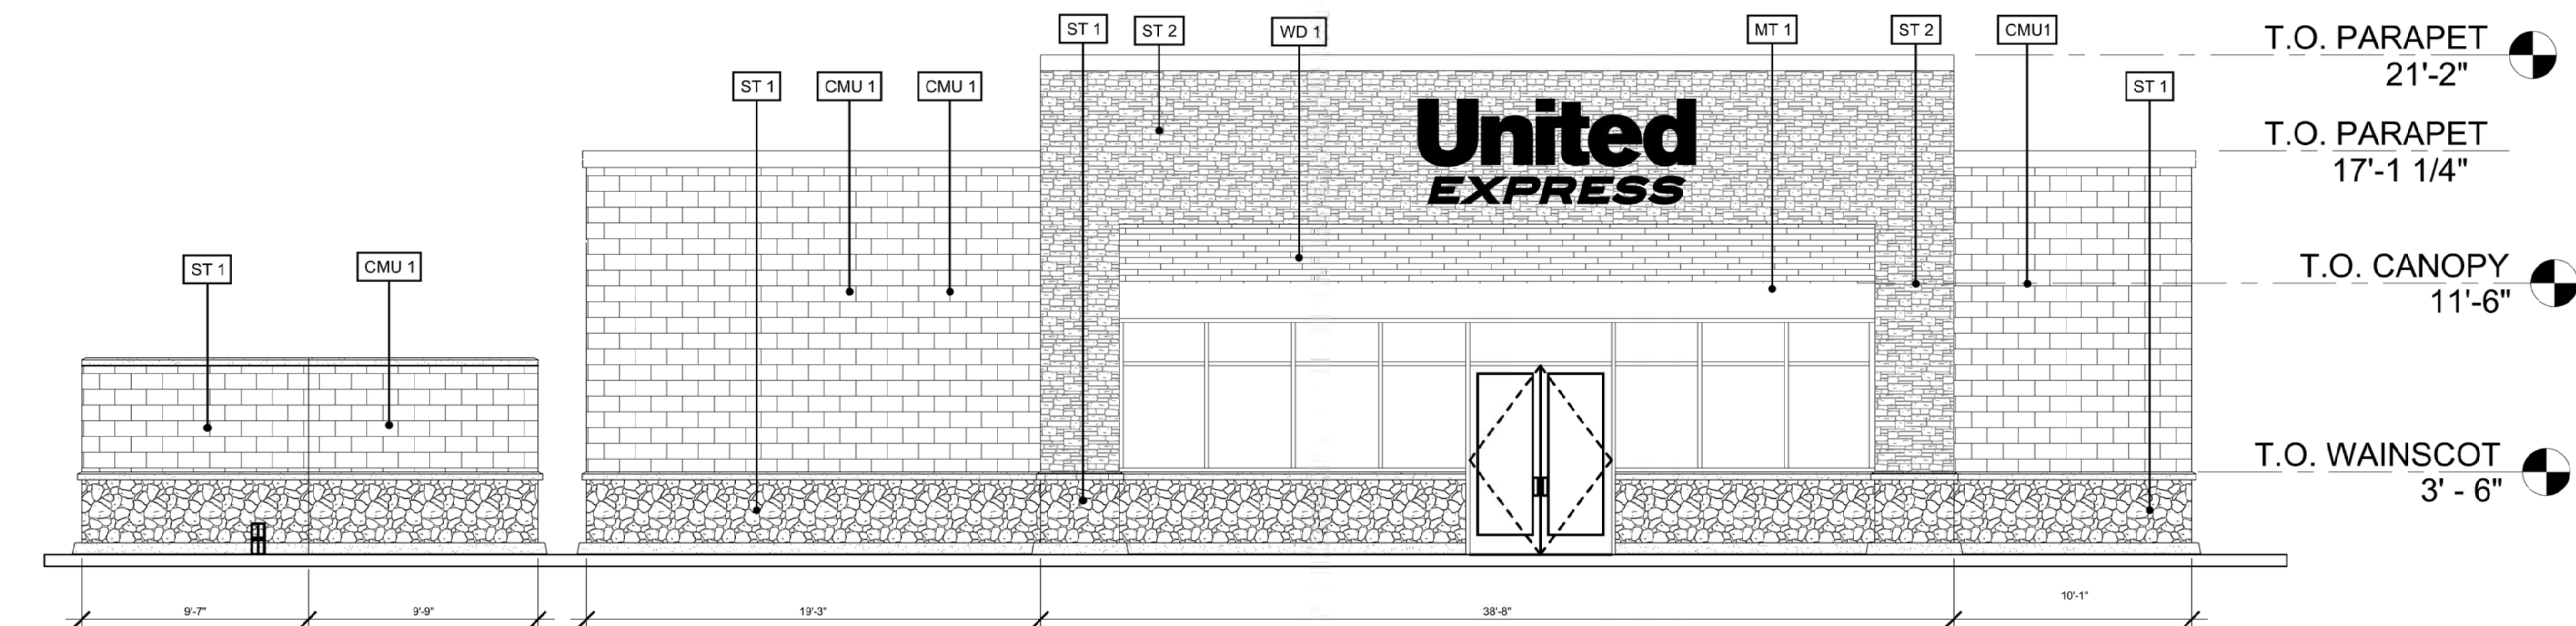 ST 1
ST 2
WD 1
MT 1
ST 2
CMU1
T.O. PARAPET
21'-2"
ST 1
CMU 1
CMU 1
ST 1
United
EXPRESS
T.O. PARAPET
17'-1 1/4"
ST 1
CMU 1
T.O. CANOPY
11'-6"
T.O. WAINSCOT
3' - 6"
9'-7"
9'-9"
19'-3"
38'-8"
10'-1"